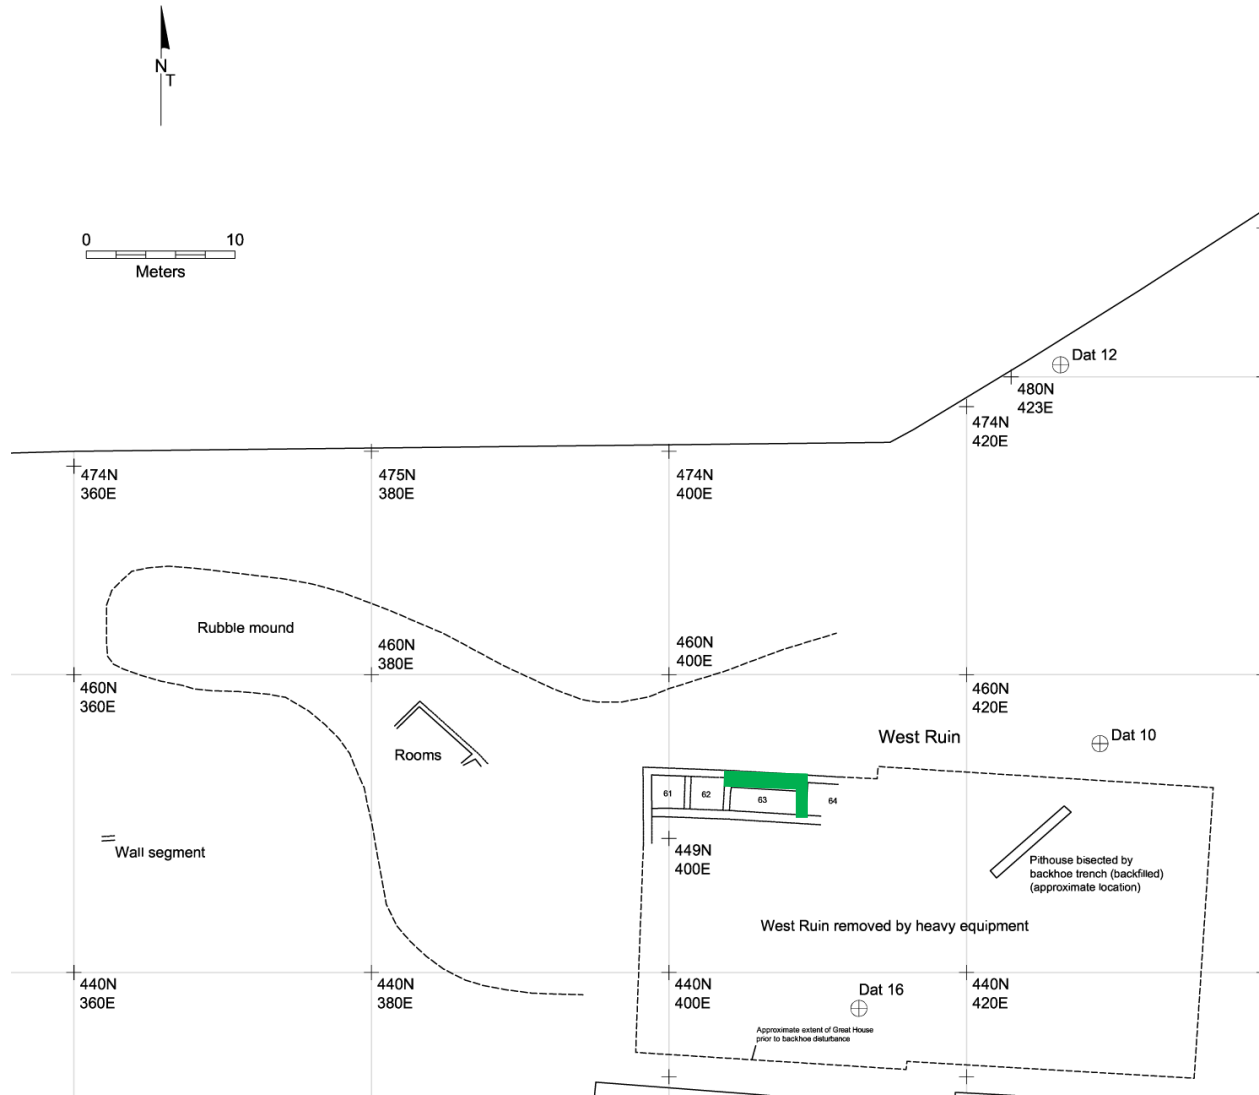 N
T
0 10
Meters
Dat 12
480N
423E
474N
420E
474N
360E
475N
380E
474N
400E
Rubble mound
460N
380E
460N
400E
460N
360E
460N
420E
West Ruin
Dat 10
Rooms
61 62 63 64
Wall segment
449N
400E
Pithouse bisected by
backhoe trench (backfilled)
(approximate location)
West Ruin removed by heavy equipment
440N
360E
440N
380E
440N
400E
Dat 16
440N
420E
Approximate extent of Great House
prior to backhoe disturbance